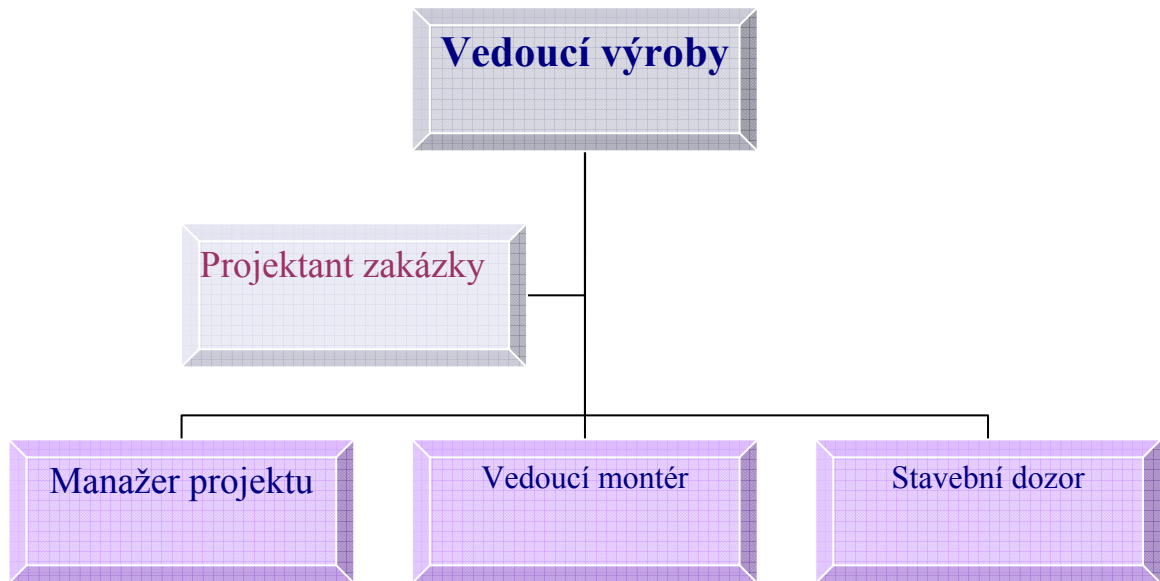 Vedoucí výroby
Projektant zakázky
Manažer projektu
Vedoucí montér
Stavební dozor